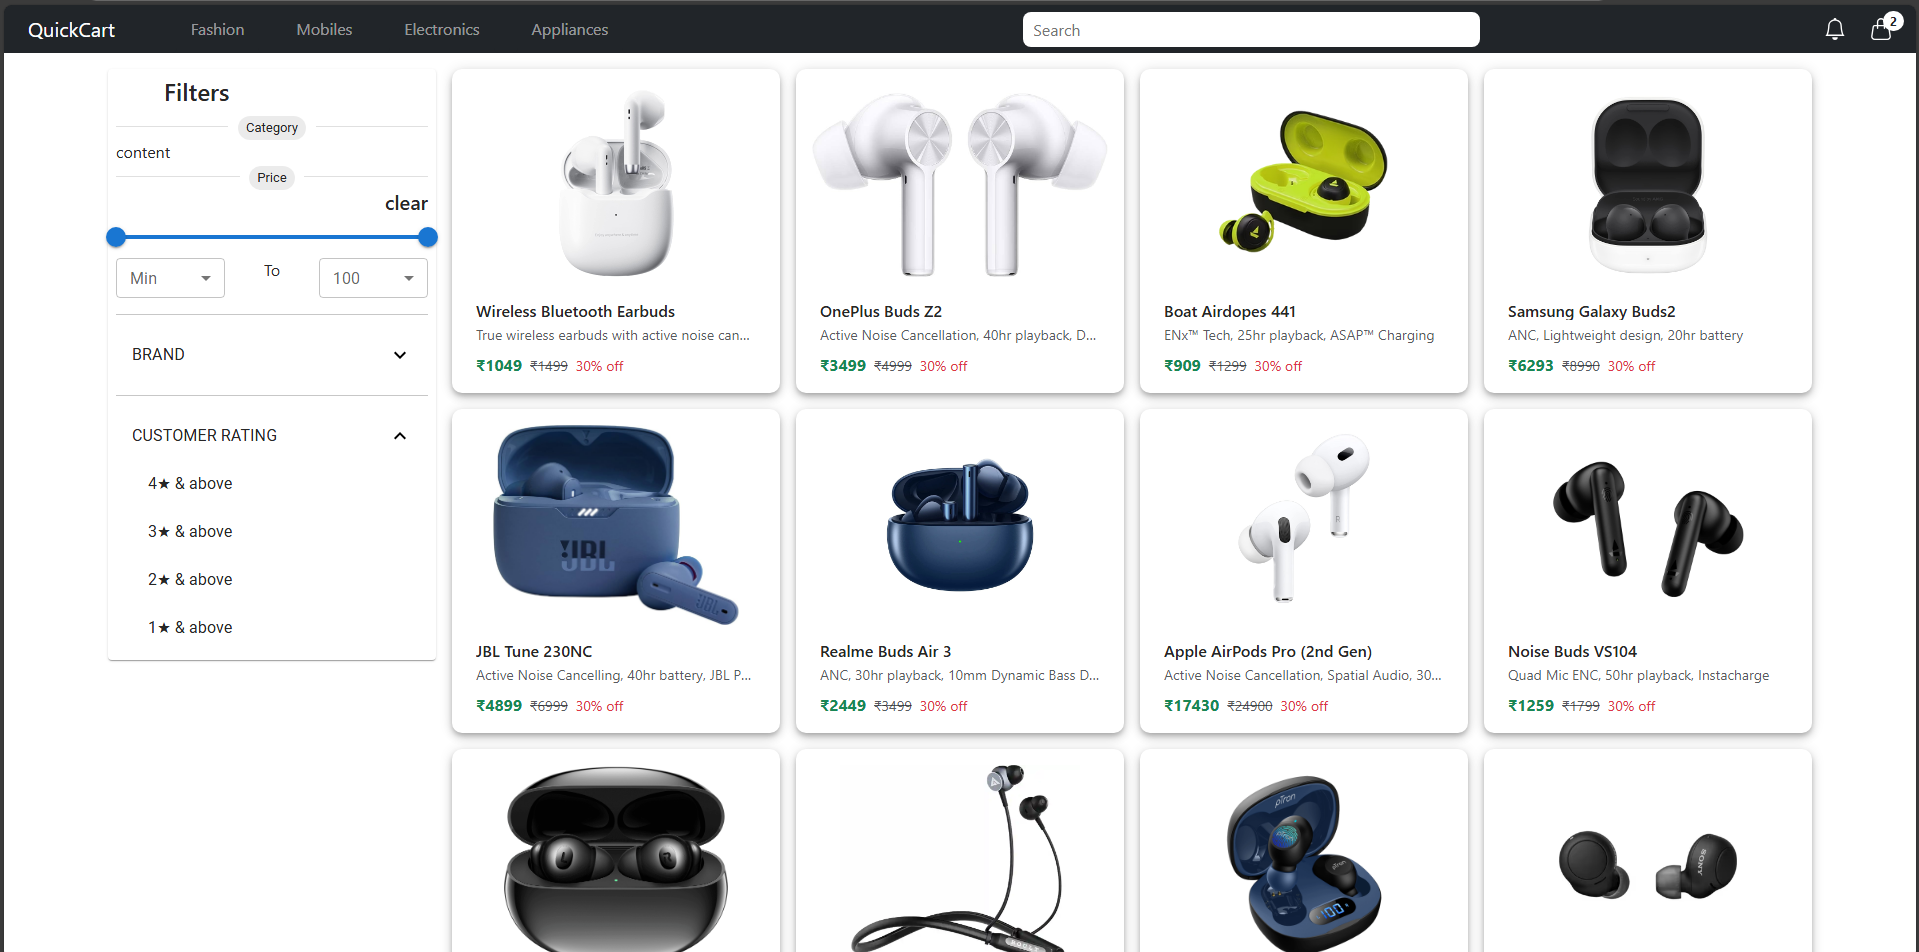 QuickCart Fashion Mobiles Electronics Appliances Search 2
Filters
Category
content
Price
clear
Min To 100
BRAND
CUSTOMER RATING
4★ & above
3★ & above
2★ & above
1★ & above
Wireless Bluetooth Earbuds
True wireless earbuds with active noise can...
₹1049 ₹1499 30% off
OnePlus Buds Z2
Active Noise Cancellation, 40hr playback, D...
₹3499 ₹4999 30% off
Boat Airdopes 441
ENx™ Tech, 25hr playback, ASAP™ Charging
₹909 ₹1299 30% off
Samsung Galaxy Buds2
ANC, Lightweight design, 20hr battery
₹6293 ₹8990 30% off
JBL
JBL
JBL Tune 230NC
Active Noise Cancelling, 40hr battery, JBL P...
₹4899 ₹6999 30% off
Realme Buds Air 3
ANC, 30hr playback, 10mm Dynamic Bass D...
₹2449 ₹3499 30% off
R
Apple AirPods Pro (2nd Gen)
Active Noise Cancellation, Spatial Audio, 30...
₹17430 ₹24900 30% off
Noise Buds VS104
Quad Mic ENC, 50hr playback, Instacharge
₹1259 ₹1799 30% off
L R
pTron
pTron
100
SONY